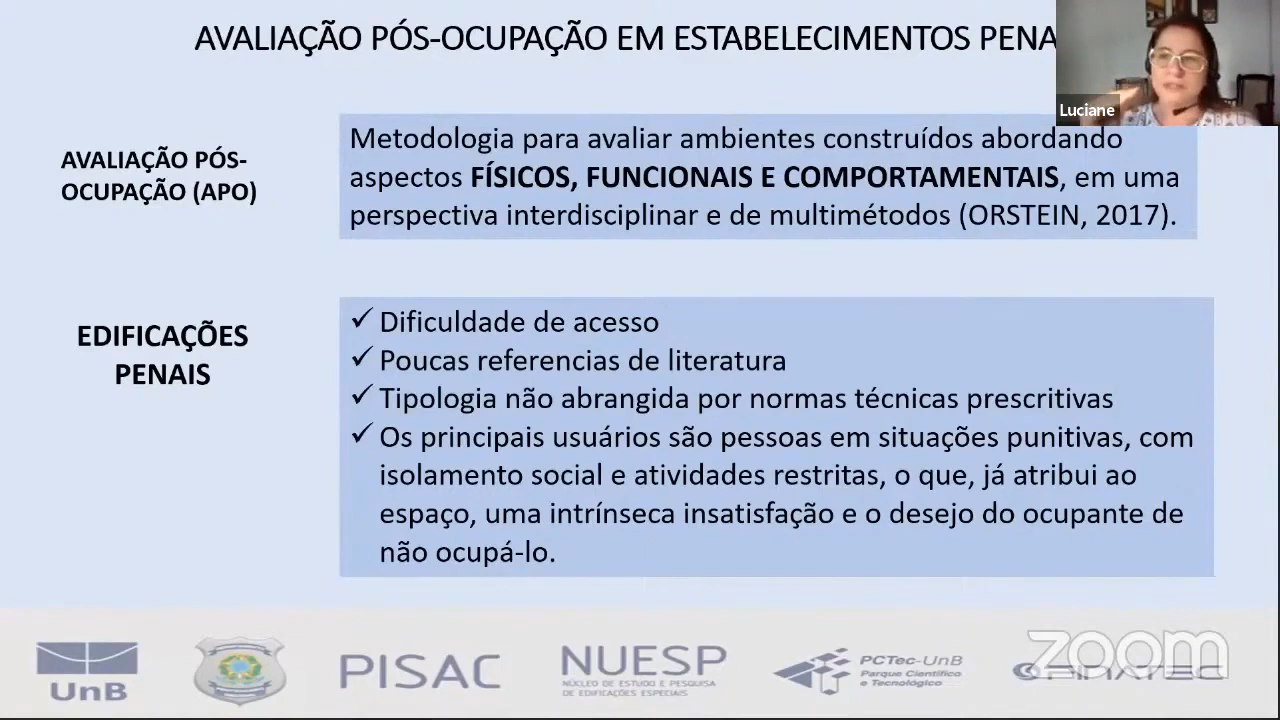 AVALIAÇÃO PÓS-OCUPAÇÃO EM ESTABELECIMENTOS PENA
Luciane
AVALIAÇÃO PÓS-
OCUPAÇÃO (APO)
Metodologia para avaliar ambientes construídos abordando
aspectos FÍSICOS, FUNCIONAIS E COMPORTAMENTAIS, em uma
perspectiva interdisciplinar e de multimétodos (ORSTEIN, 2017).
EDIFICAÇÕES
PENAIS
✓ Dificuldade de acesso
✓ Poucas referencias de literatura
✓ Tipologia não abrangida por normas técnicas prescritivas
✓ Os principais usuários são pessoas em situações punitivas, com
isolamento social e atividades restritas, o que, já atribui ao
espaço, uma intrínseca insatisfação e o desejo do ocupante de
não ocupá-lo.
UnB
PISAC
NUESP
NÚCLEO DE ESTUDO E PESQUISA
DE EDIFICAÇÕES ESPECIAIS
PCTec-UnB
Parque Científico
e Tecnológico
zoom